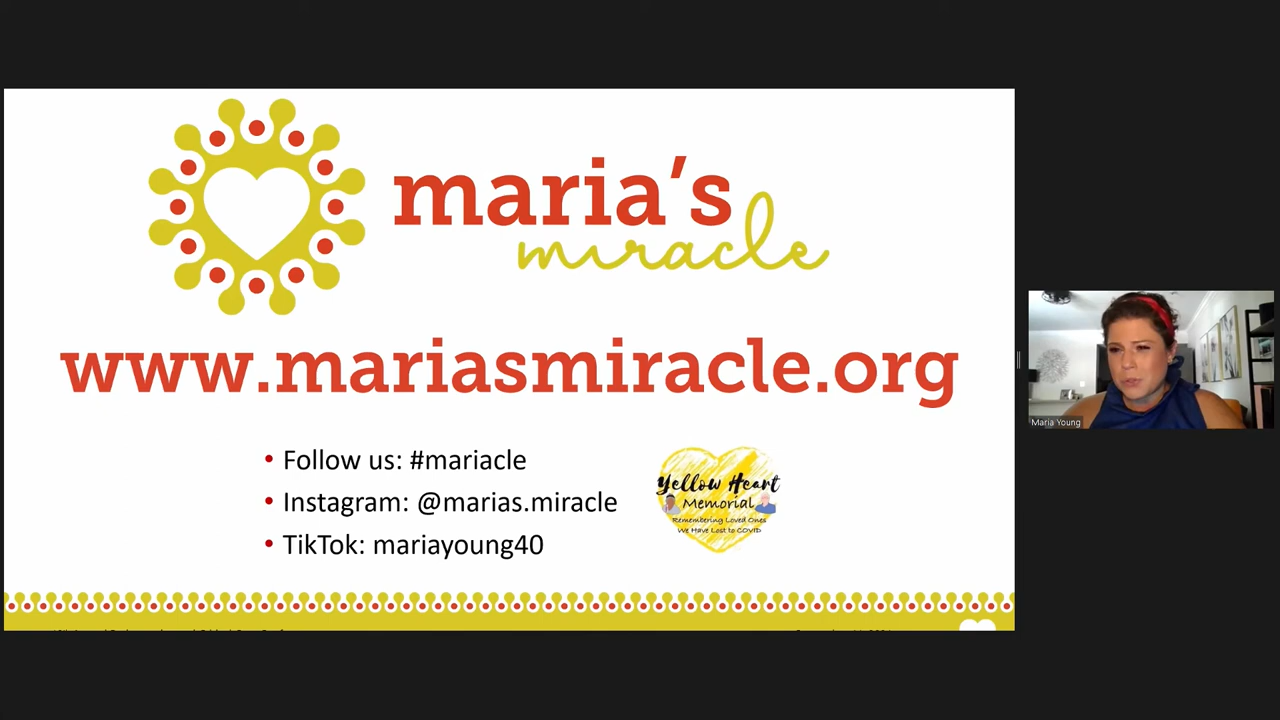 maria's
miracle
www.mariasmiracle.org
• Follow us: #mariacle
• Instagram: @marias.miracle
• TikTok: mariayoung40
Yellow Heart
Memorial
Remembering Loved Ones
We Have Lost to COVID
Maria Young